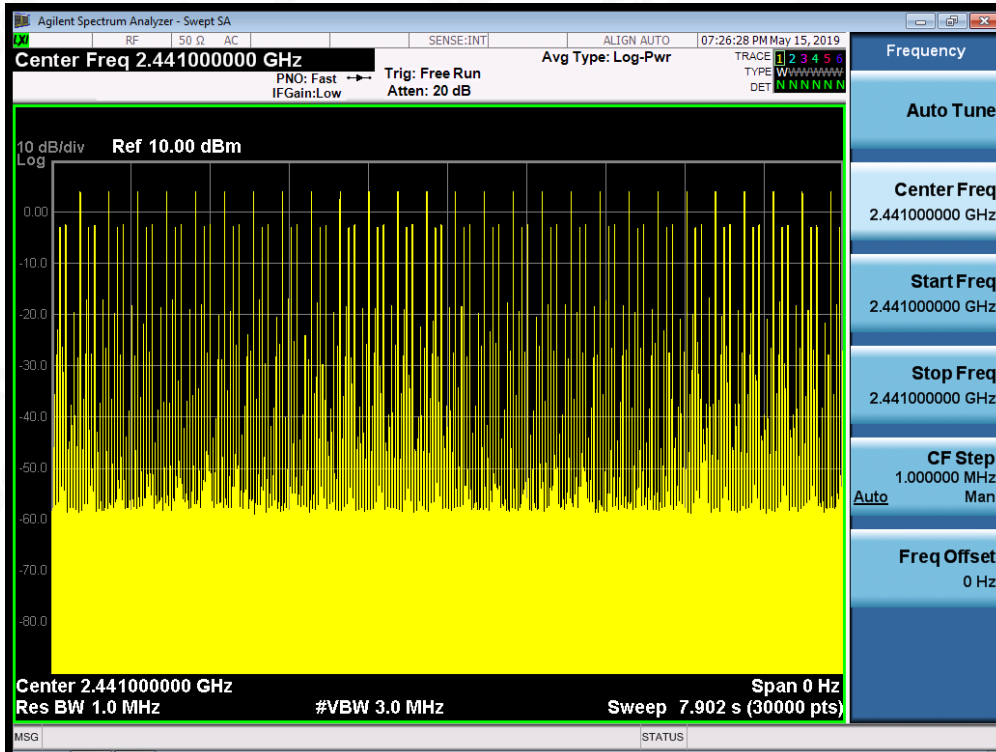 Agilent Spectrum Analyzer - Swept SA
LXI RF 50 Ω AC SENSE:INT ALIGN AUTO 07:26:28 PM May 15, 2019
Center Freq 2.441000000 GHz
PNO: Fast
IFGain:Low
Trig: Free Run
Atten: 20 dB
Avg Type: Log-Pwr
TRACE 1 2 3 4 5 6
TYPE WWWWWWW
DET N N N N N N
10 dB/div Ref 10.00 dBm
Log
0.00
-10.0
-20.0
-30.0
-40.0
-50.0
-60.0
-70.0
-80.0
Center 2.441000000 GHz Span 0 Hz
Res BW 1.0 MHz #VBW 3.0 MHz Sweep 7.902 s (30000 pts)
MSG STATUS
Frequency
Auto Tune
Center Freq
2.441000000 GHz
Start Freq
2.441000000 GHz
Stop Freq
2.441000000 GHz
CF Step
1.000000 MHz
Auto Man
Freq Offset
0 Hz